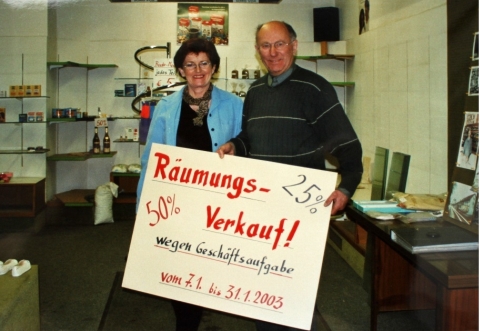 Räumungs-
25%
50%
Verkauf!
wegen Geschäftsaufgabe
vom 7.1. bis 31.1.2003